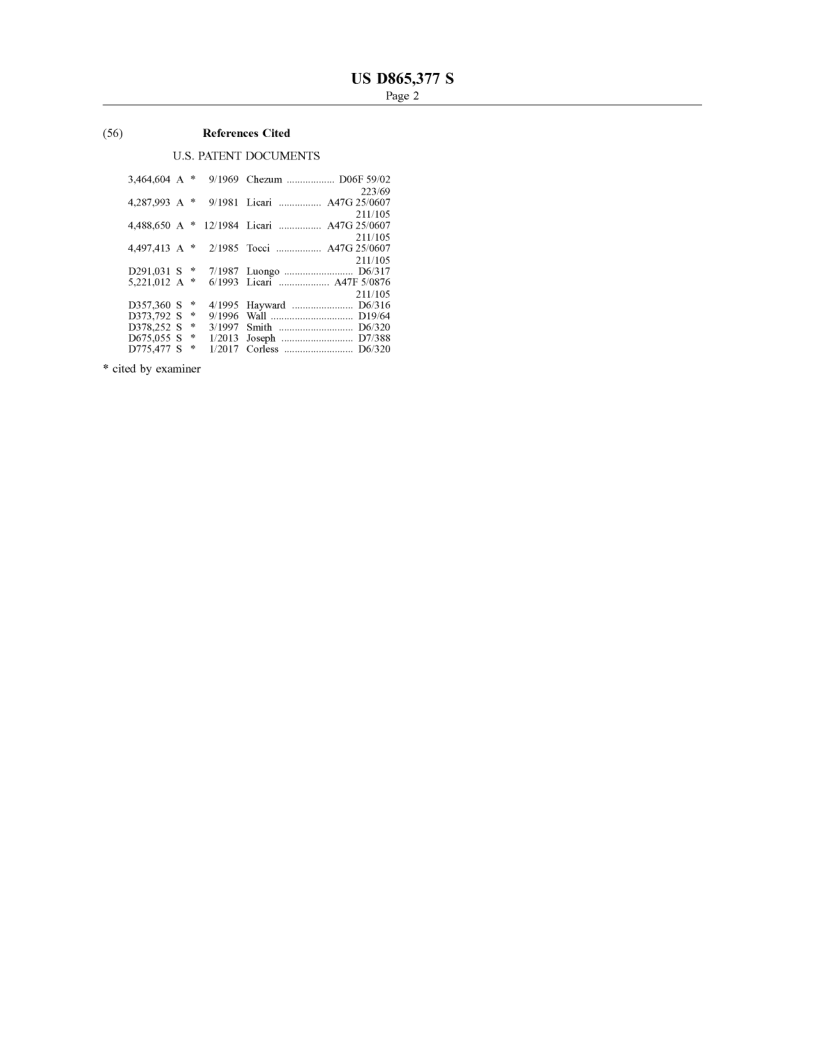 US D865,377 S
Page 2
(56) References Cited
U.S. PATENT DOCUMENTS
3,464,604 A * 9/1969 Chezum .................. D06F 59/02
223/69
4,287,993 A * 9/1981 Licari ................ A47G 25/0607
211/105
4,488,650 A * 12/1984 Licari ................ A47G 25/0607
211/105
4,497,413 A * 2/1985 Tocci ................. A47G 25/0607
211/105
D291,031 S * 7/1987 Luongo .......................... D6/317
5,221,012 A * 6/1993 Licari ................... A47F 5/0876
211/105
D357,360 S * 4/1995 Hayward ....................... D6/316
D373,792 S * 9/1996 Wall ............................... D19/64
D378,252 S * 3/1997 Smith ............................ D6/320
D675,055 S * 1/2013 Joseph ........................... D7/388
D775,477 S * 1/2017 Corless .......................... D6/320
* cited by examiner